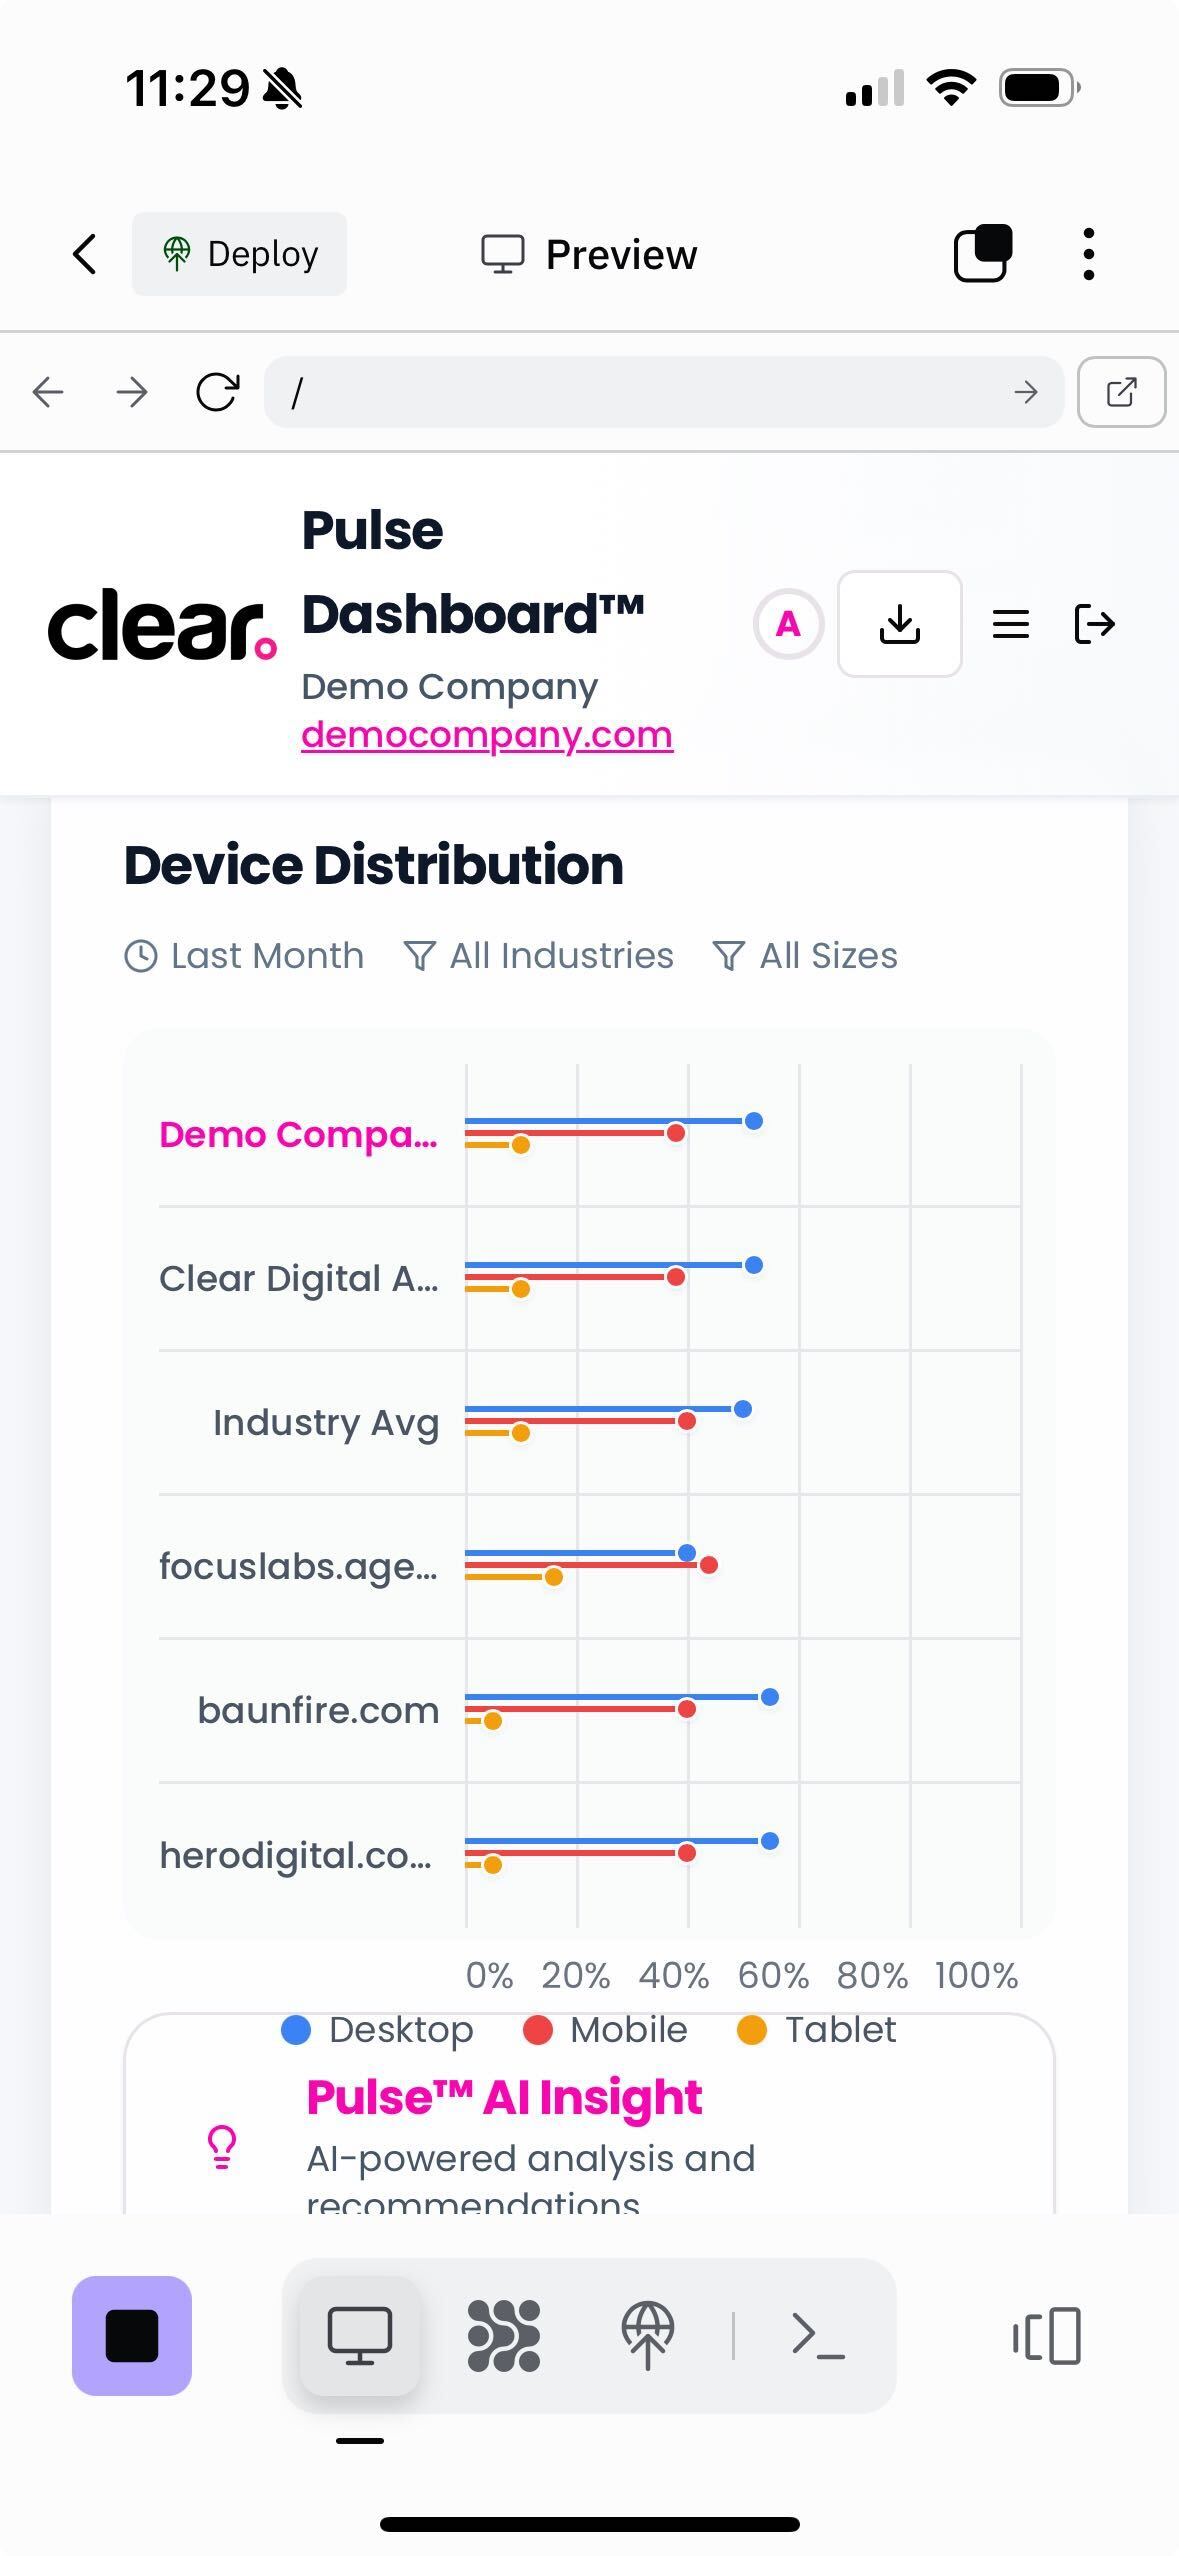 11:29
Deploy
Preview
/
clear.
Pulse
Dashboard™
Demo Company
democompany.com
A
Device Distribution
Last Month
All Industries
All Sizes
Demo Compa...
Clear Digital A...
Industry Avg
focuslabs.age...
baunfire.com
herodigital.co...
0% 20% 40% 60% 80% 100%
Desktop Mobile Tablet
Pulse™ AI Insight
AI-powered analysis and
recommendations